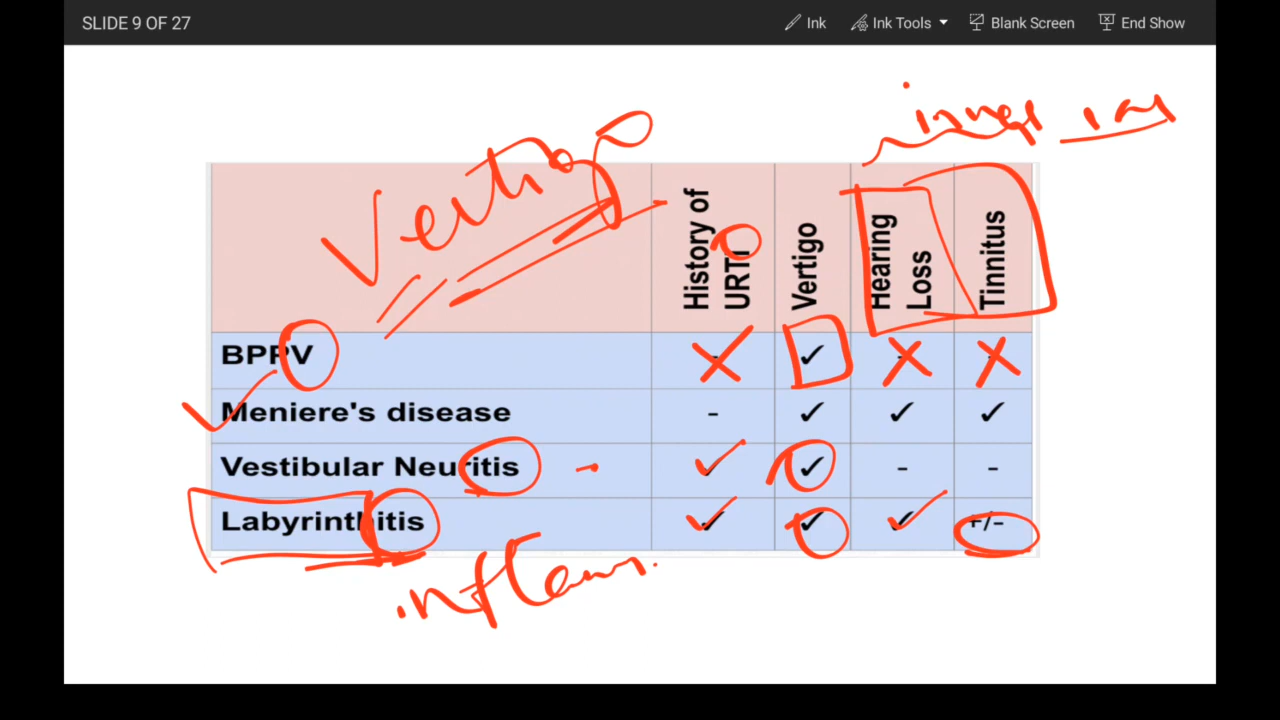 SLIDE 9 OF 27 Ink Ink Tools Blank Screen End Show
inner ear
Vertigo
History of URTI Vertigo Hearing Loss Tinnitus
BPPV - ✓ - -
Meniere's disease - ✓ ✓ ✓
Vestibular Neuritis ✓ ✓ - -
Labyrinthitis ✓ ✓ ✓ +/-
inflam.